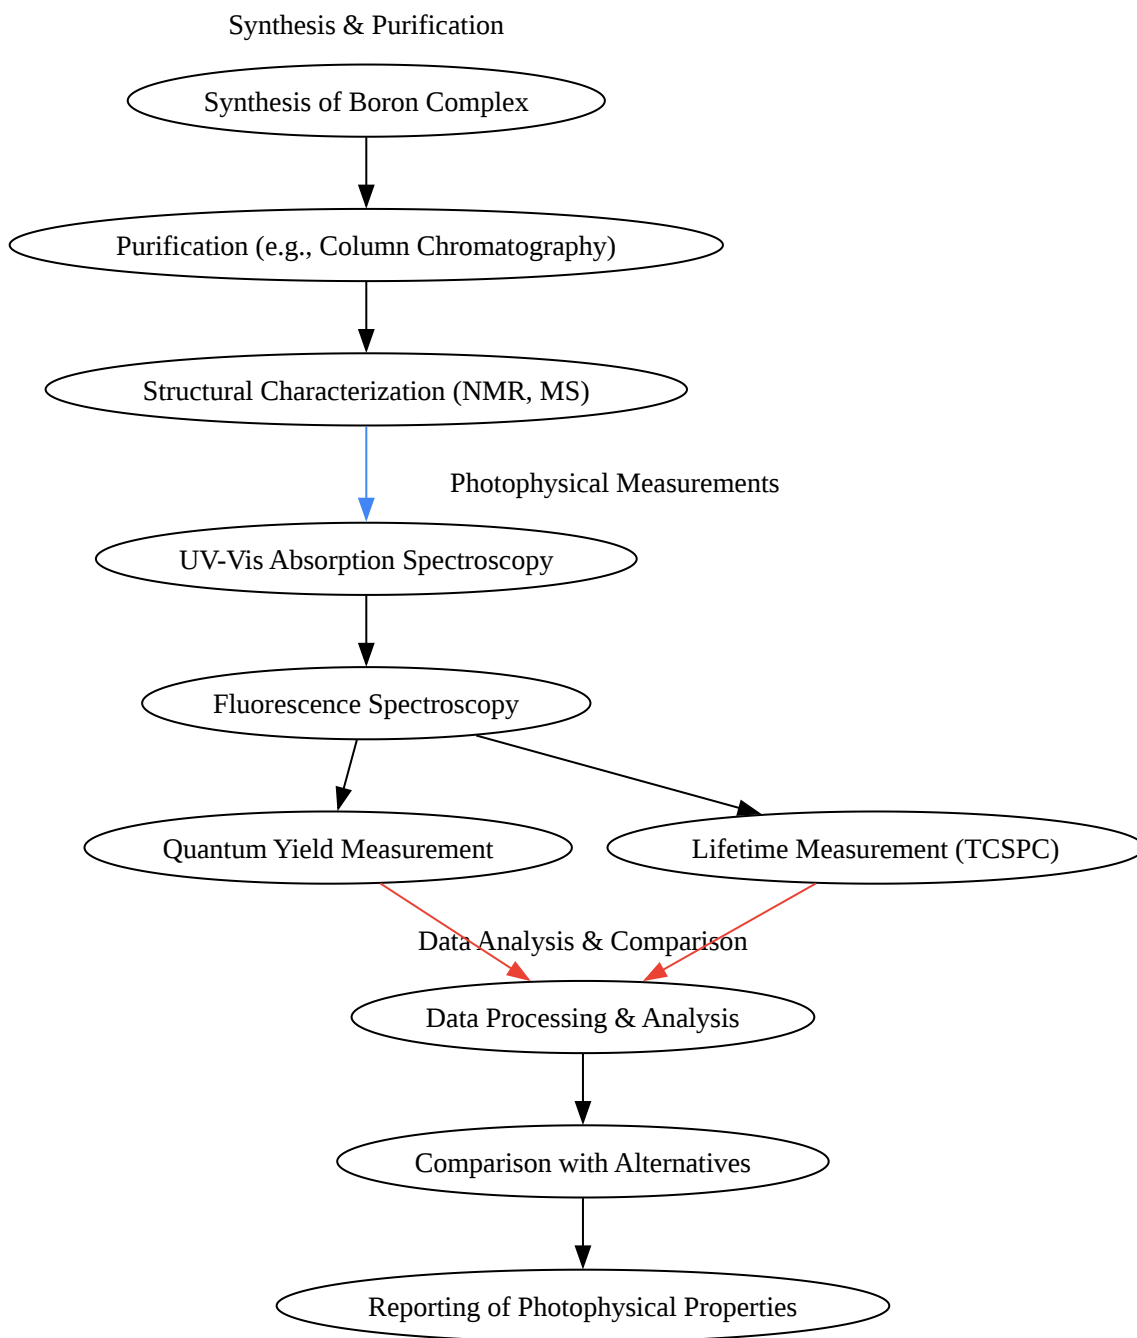 Synthesis & Purification
Synthesis of Boron Complex
Purification (e.g., Column Chromatography)
Structural Characterization (NMR, MS)
Photophysical Measurements
UV-Vis Absorption Spectroscopy
Fluorescence Spectroscopy
Quantum Yield Measurement
Lifetime Measurement (TCSPC)
Data Analysis & Comparison
Data Processing & Analysis
Comparison with Alternatives
Reporting of Photophysical Properties